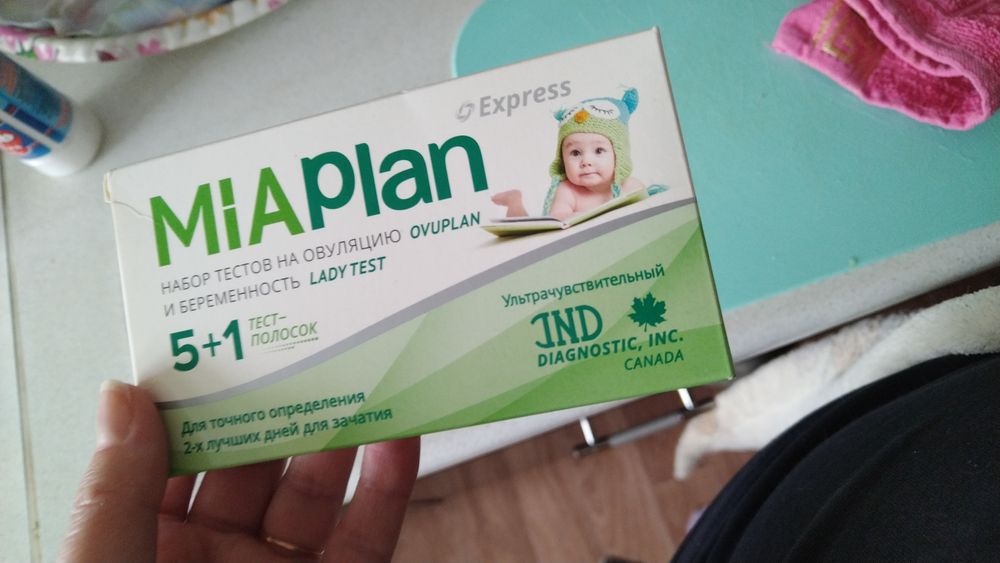 Express
MiAplan
НАБОР ТЕСТОВ НА ОВУЛЯЦИЮ OVUPLAN
И БЕРЕМЕННОСТЬ LADY TEST
5+1 ТЕСТ–
ПОЛОСОК
Ультрачувствительный
IND
DIAGNOSTIC, INC.
CANADA
Для точного определения
2-х лучших дней для зачатия